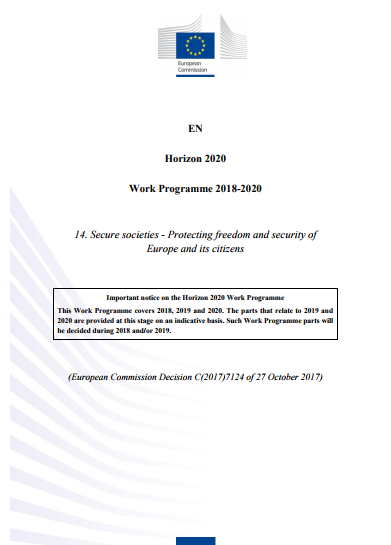 European
Commission
EN
Horizon 2020
Work Programme 2018-2020
14. Secure societies - Protecting freedom and security of
Europe and its citizens
Important notice on the Horizon 2020 Work Programme
This Work Programme covers 2018, 2019 and 2020. The parts that relate to 2019 and
2020 are provided at this stage on an indicative basis. Such Work Programme parts will
be decided during 2018 and/or 2019.
(European Commission Decision C(2017)7124 of 27 October 2017)